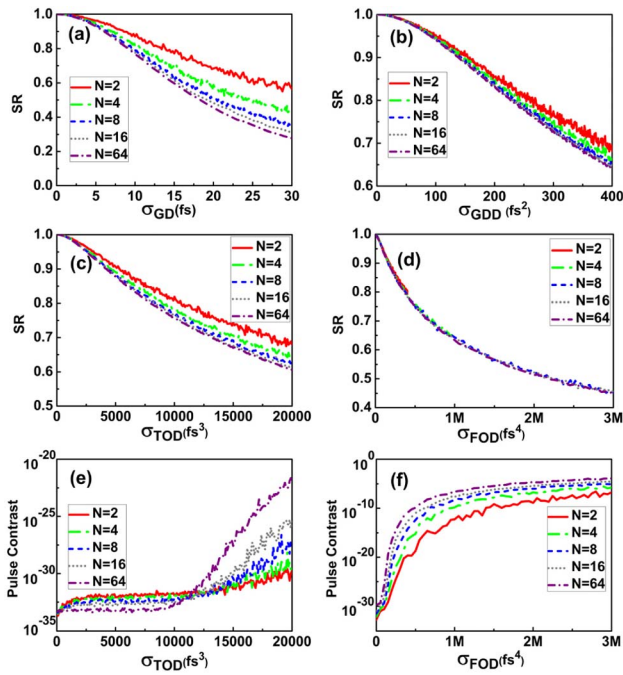 (a)
SR
1.0
0.8
0.6
0.4
0.2
0.0
N=2
N=4
N=8
N=16
N=64
0 5 10 15 20 25 30
σGD(fs)
(b)
SR
1.0
0.9
0.8
0.7
0.6
N=2
N=4
N=8
N=16
N=64
0 100 200 300 400
σGDD (fs²)
(c)
SR
1.0
0.9
0.8
0.7
0.6
0.5
N=2
N=4
N=8
N=16
N=64
0 5000 10000 15000 20000
σTOD(fs³)
(d)
SR
1.0
0.9
0.8
0.7
0.6
0.5
0.4
N=2
N=4
N=8
N=16
N=64
0 1M 2M 3M
σFOD(fs⁴)
(e)
Pulse Contrast
10⁻²⁰
10⁻²⁵
10⁻³⁰
10⁻³⁵
N=2
N=4
N=8
N=16
N=64
0 5000 10000 15000 20000
σTOD(fs³)
(f)
Pulse Contrast
10⁰
10⁻¹⁰
10⁻²⁰
10⁻³⁰
N=2
N=4
N=8
N=16
N=64
0 1M 2M 3M
σFOD(fs⁴)